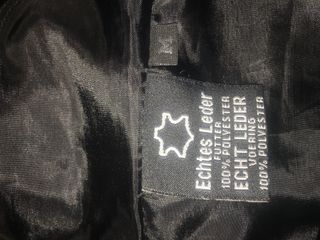 M
Echtes Leder
FUTTER
100% POLYESTER
ECHT LEDER
VOERING
100% POLYESTER